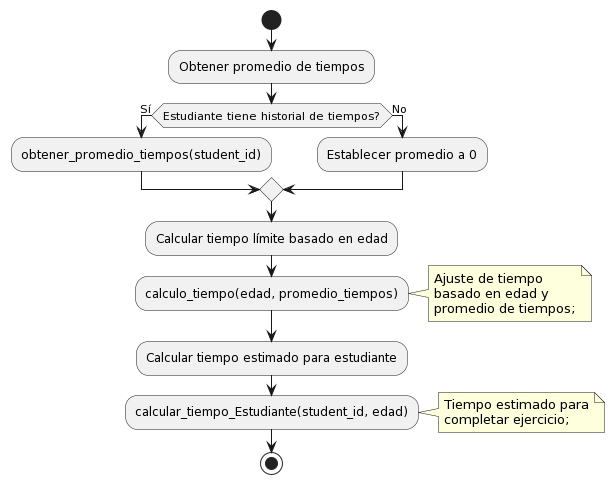 Obtener promedio de tiempos
Estudiante tiene historial de tiempos?
Sí
No
obtener_promedio_tiempos(student_id)
Establecer promedio a 0
Calcular tiempo límite basado en edad
calculo_tiempo(edad, promedio_tiempos)
Ajuste de tiempo
basado en edad y
promedio de tiempos;
Calcular tiempo estimado para estudiante
calcular_tiempo_Estudiante(student_id, edad)
Tiempo estimado para
completar ejercicio;